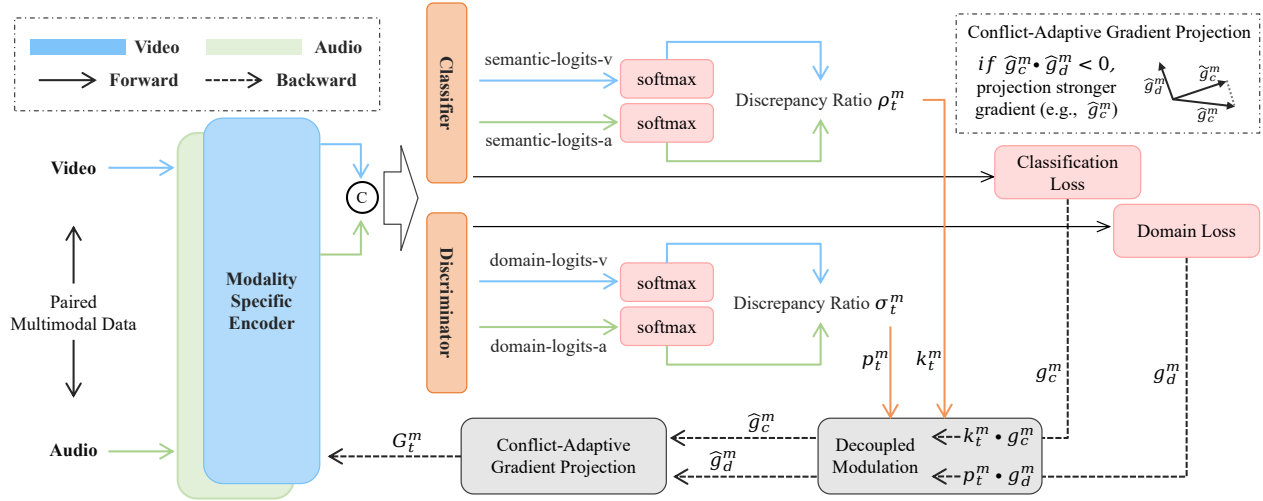 Video
Audio
Forward
Backward
Video
Paired
Multimodal Data
Audio
Modality
Specific
Encoder
C
Classifier
semantic-logits-v
semantic-logits-a
softmax
softmax
Discrepancy Ratio ρ_t^m
Discriminator
domain-logits-v
domain-logits-a
softmax
softmax
Discrepancy Ratio σ_t^m
Conflict-Adaptive Gradient Projection
if ĝ_c^m • ĝ_d^m < 0,
projection stronger
gradient (e.g., ĝ_c^m)
ĝ_d^m
g̃_c^m
ĝ_c^m
Classification
Loss
Domain Loss
p_t^m
k_t^m
g_c^m
g_d^m
Decoupled
Modulation
k_t^m • g_c^m
p_t^m • g_d^m
ĝ_c^m
ĝ_d^m
Conflict-Adaptive
Gradient Projection
G_t^m